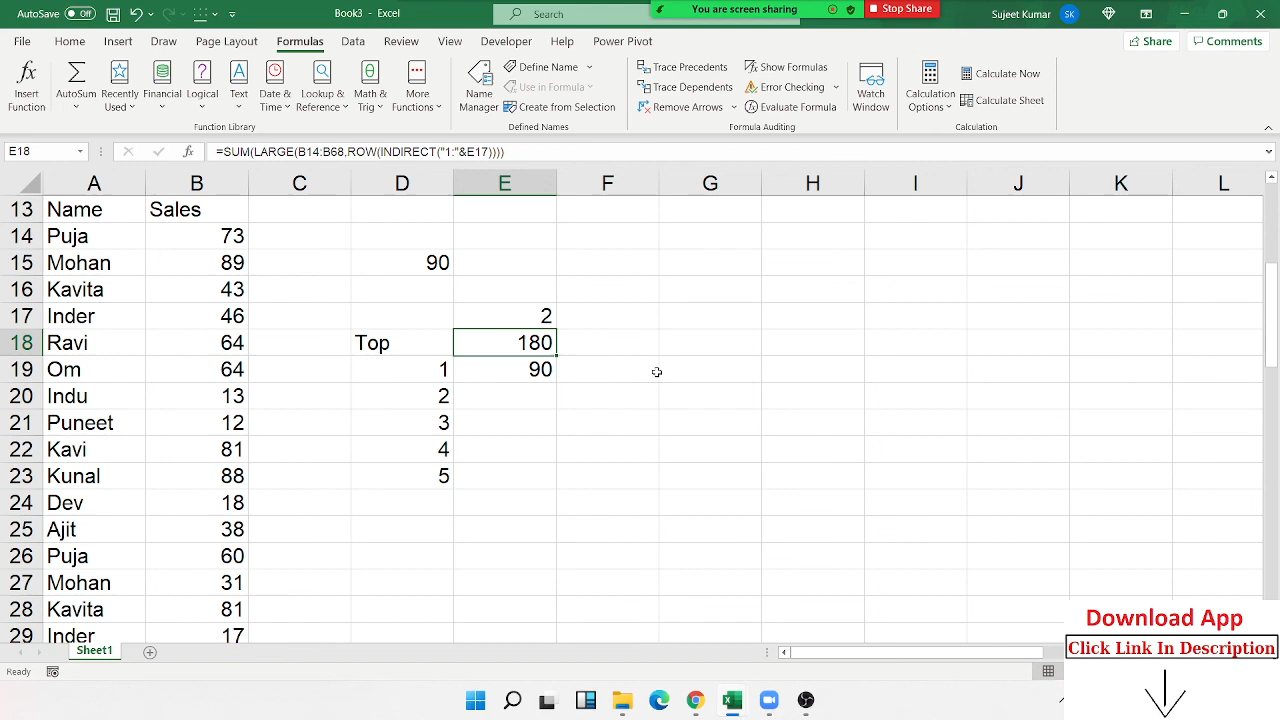 AutoSave Off Book3 - Excel Search You are screen sharing Stop Share Sujeet Kumar SK
File Home Insert Draw Page Layout Formulas Data Review View Developer Help Power Pivot Share Comments
Insert Function
AutoSum
Recently Used
Financial
Logical
Text
Date & Time
Lookup & Reference
Math & Trig
More Functions
Function Library
Name Manager
Define Name
Use in Formula
Create from Selection
Defined Names
Trace Precedents
Trace Dependents
Remove Arrows
Show Formulas
Error Checking
Evaluate Formula
Formula Auditing
Watch Window
Calculation Options
Calculate Now
Calculate Sheet
Calculation
E18 fx =SUM(LARGE(B14:B68,ROW(INDIRECT("1:"&E17))))
A B C D E F G H I J K L
13 Name Sales
14 Puja 73
15 Mohan 89 90
16 Kavita 43
17 Inder 46 2
18 Ravi 64 Top 180
19 Om 64 1 90
20 Indu 13 2
21 Puneet 12 3
22 Kavi 81 4
23 Kunal 88 5
24 Dev 18
25 Ajit 38
26 Puja 60
27 Mohan 31
28 Kavita 81
29 Inder 17
Sheet1
Ready
Download App
Click Link In Description